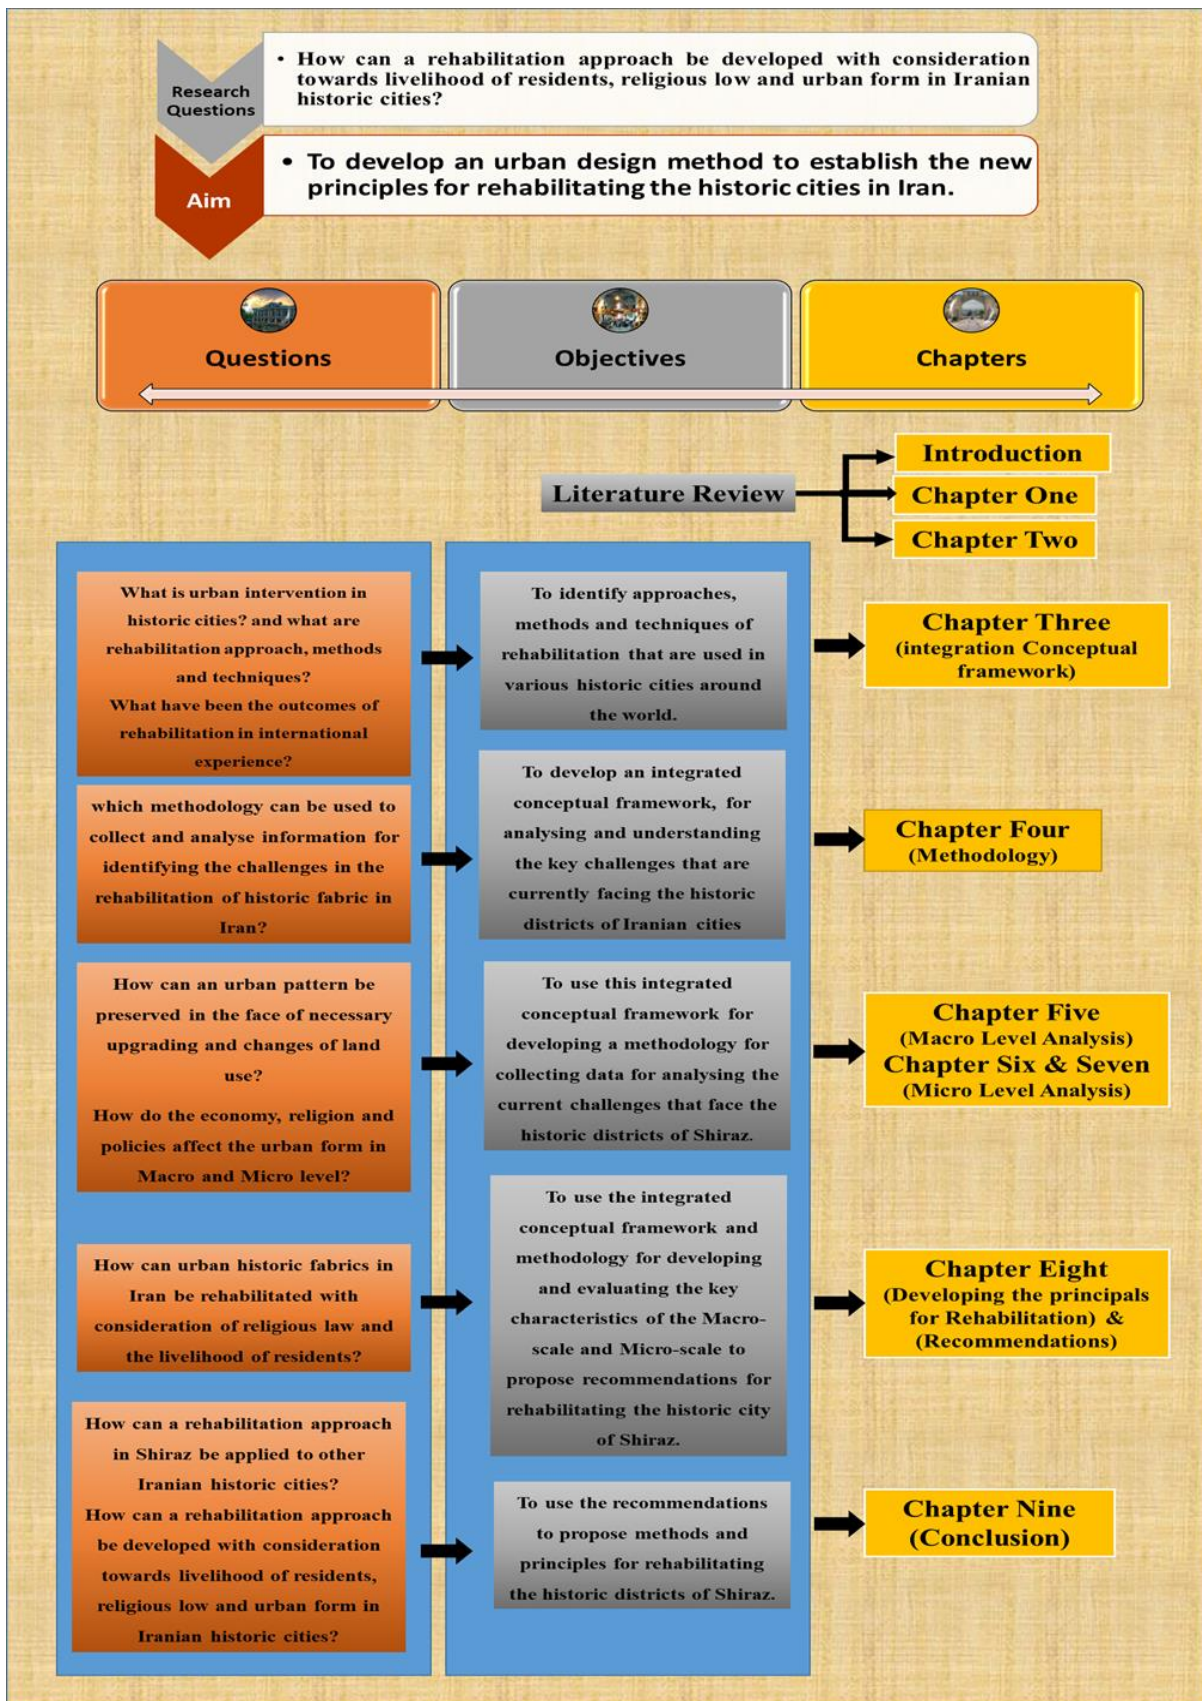 Research
Questions
• How can a rehabilitation approach be developed with consideration
towards livelihood of residents, religious low and urban form in Iranian
historic cities?
Aim
• To develop an urban design method to establish the new
principles for rehabilitating the historic cities in Iran.
Questions
Objectives
Chapters
Literature Review
Introduction
Chapter One
Chapter Two
What is urban intervention in
historic cities? and what are
rehabilitation approach, methods
and techniques?
What have been the outcomes of
rehabilitation in international
experience?
To identify approaches,
methods and techniques of
rehabilitation that are used in
various historic cities around
the world.
Chapter Three
(integration Conceptual
framework)
which methodology can be used to
collect and analyse information for
identifying the challenges in the
rehabilitation of historic fabric in
Iran?
To develop an integrated
conceptual framework, for
analysing and understanding
the key challenges that are
currently facing the historic
districts of Iranian cities
Chapter Four
(Methodology)
How can an urban pattern be
preserved in the face of necessary
upgrading and changes of land
use?
How do the economy, religion and
policies affect the urban form in
Macro and Micro level?
To use this integrated
conceptual framework for
developing a methodology for
collecting data for analysing the
current challenges that face the
historic districts of Shiraz.
Chapter Five
(Macro Level Analysis)
Chapter Six & Seven
(Micro Level Analysis)
How can urban historic fabrics in
Iran be rehabilitated with
consideration of religious law and
the livelihood of residents?
To use the integrated
conceptual framework and
methodology for developing
and evaluating the key
characteristics of the Macro-
scale and Micro-scale to
propose recommendations for
rehabilitating the historic city
of Shiraz.
Chapter Eight
(Developing the principals
for Rehabilitation) &
(Recommendations)
How can a rehabilitation approach
in Shiraz be applied to other
Iranian historic cities?
How can a rehabilitation approach
be developed with consideration
towards livelihood of residents,
religious low and urban form in
Iranian historic cities?
To use the recommendations
to propose methods and
principles for rehabilitating
the historic districts of Shiraz.
Chapter Nine
(Conclusion)